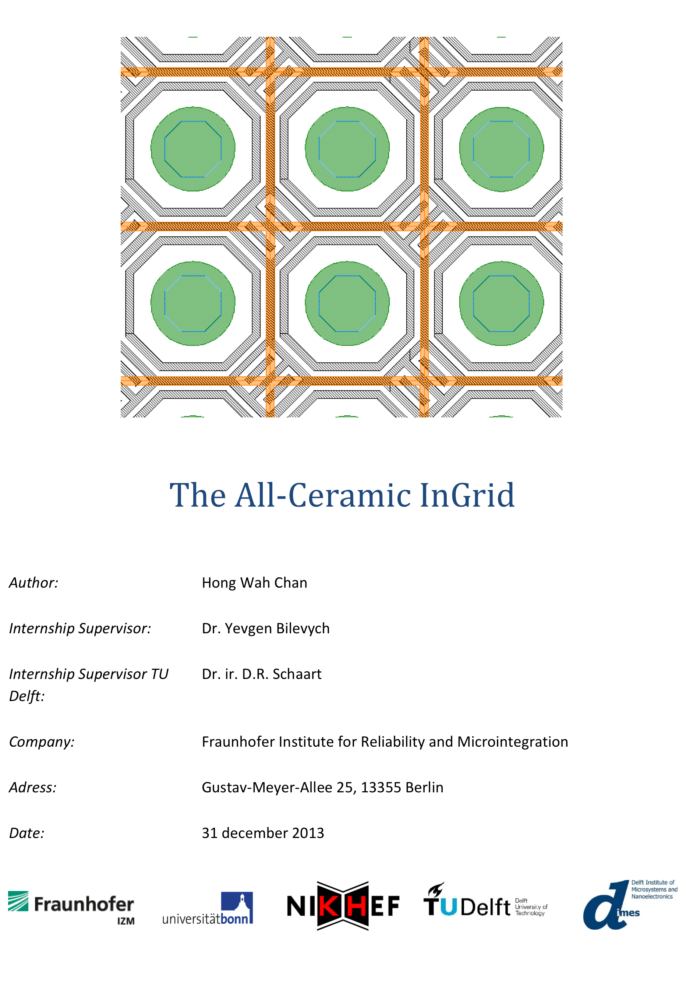 The All-Ceramic InGrid
Author: Hong Wah Chan
Internship Supervisor: Dr. Yevgen Bilevych
Internship Supervisor TU Dr. ir. D.R. Schaart
Delft:
Company: Fraunhofer Institute for Reliability and Microintegration
Adress: Gustav-Meyer-Allee 25, 13355 Berlin
Date: 31 december 2013
Fraunhofer
IZM
universitätbonn
NIKHEF
TU Delft
Delft
University of
Technology
Delft Institute of
Microsystems and
Nanoelectronics
dimes